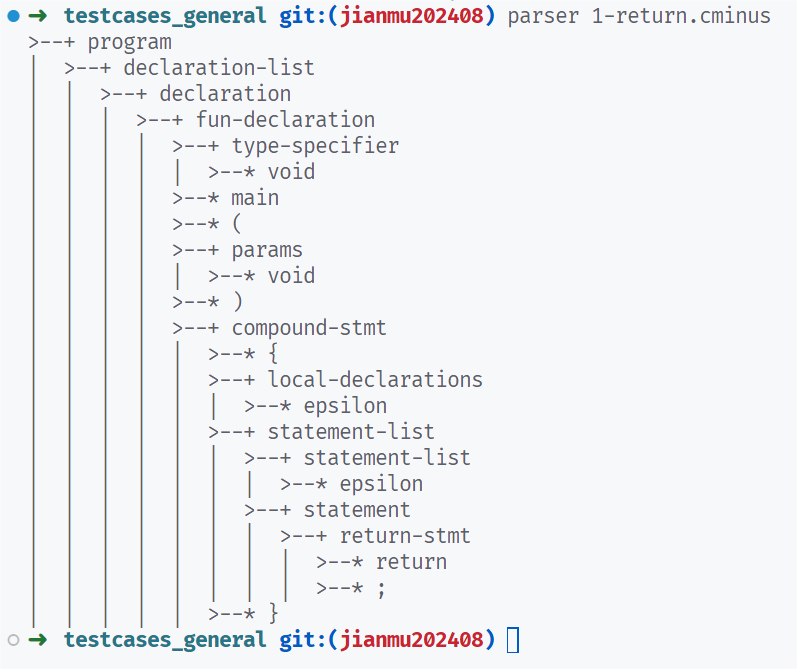 ➜ testcases_general git:(jianmu202408) parser 1-return.cminus
>--+ program
|  >--+ declaration-list
|  |  >--+ declaration
|  |  |  >--+ fun-declaration
|  |  |  |  >--+ type-specifier
|  |  |  |  |  >--* void
|  |  |  |  >--* main
|  |  |  |  >--* (
|  |  |  |  >--+ params
|  |  |  |  |  >--* void
|  |  |  |  >--* )
|  |  |  |  >--+ compound-stmt
|  |  |  |  |  >--* {
|  |  |  |  |  >--+ local-declarations
|  |  |  |  |  |  >--* epsilon
|  |  |  |  |  >--+ statement-list
|  |  |  |  |  |  >--+ statement-list
|  |  |  |  |  |  |  >--* epsilon
|  |  |  |  |  |  >--+ statement
|  |  |  |  |  |  |  >--+ return-stmt
|  |  |  |  |  |  |  |  >--* return
|  |  |  |  |  |  |  |  >--* ;
|  |  |  |  |  >--* }
➜ testcases_general git:(jianmu202408)